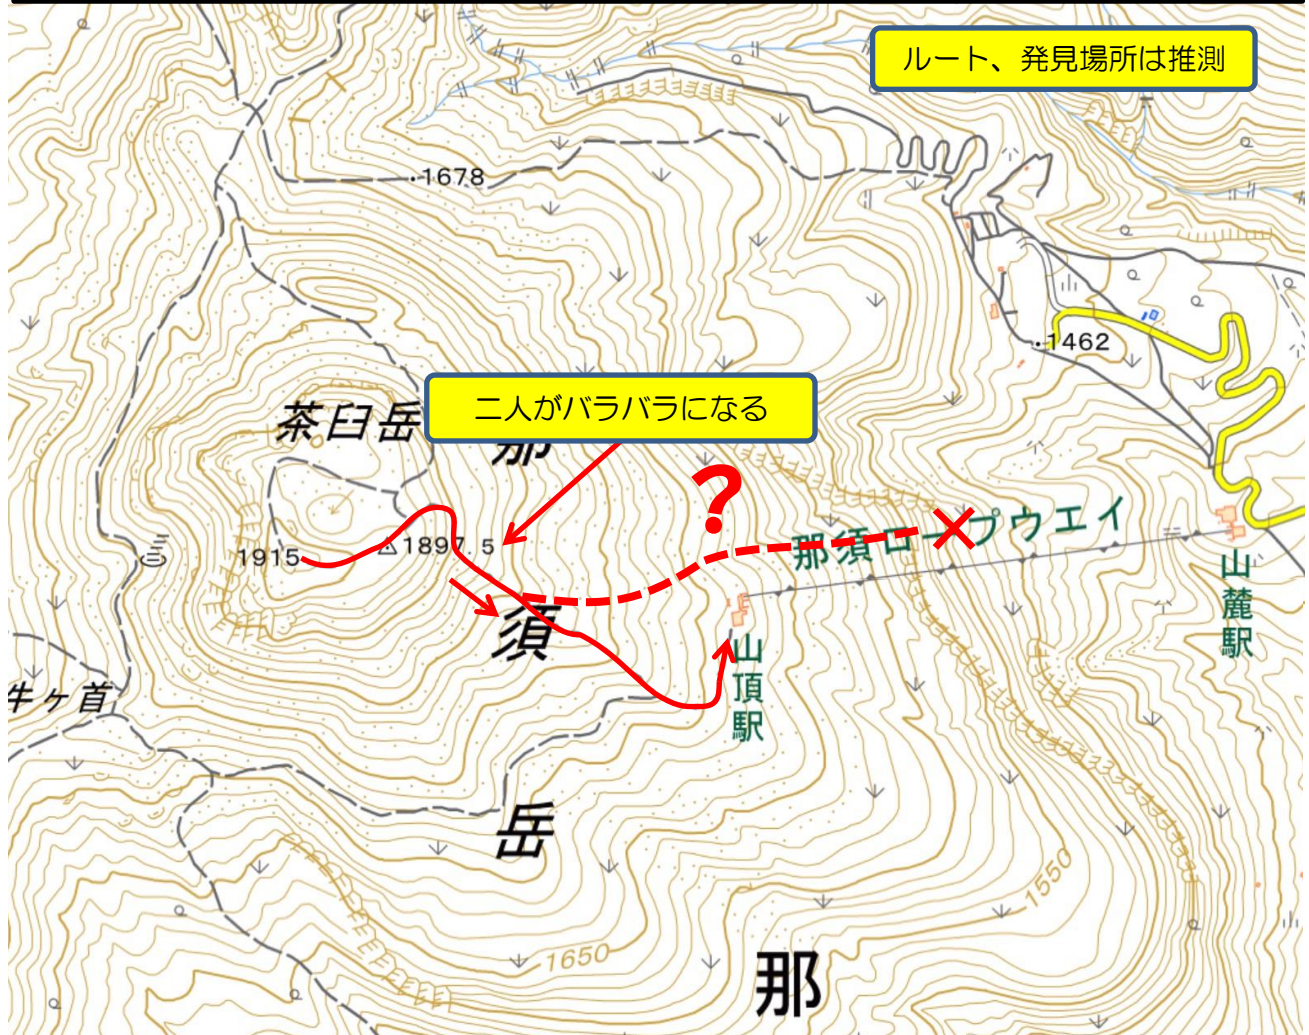 ルート、発見場所は推測
1678
1462
二人がバラバラになる
茶臼岳
那
?
那須ロープウエイ
1897.5
1915
山麓駅
須
山頂駅
牛ヶ首
岳
1550
1650
那